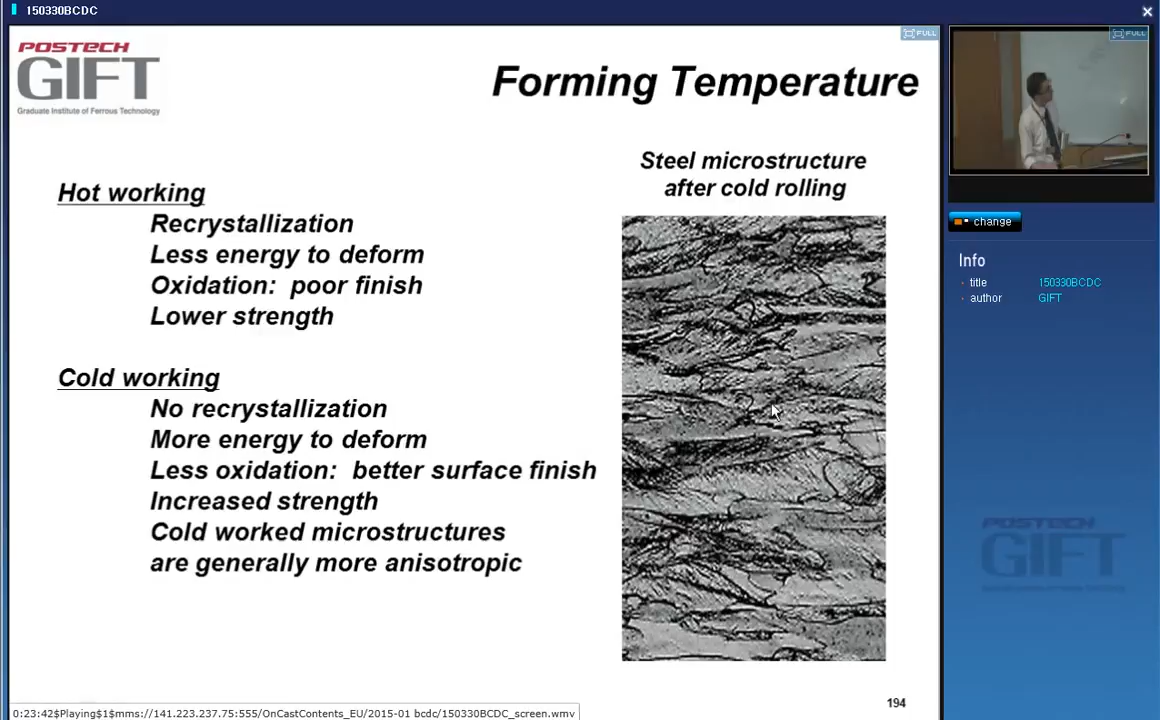 150330BCDC
FULL
FULL
POSTECH
GIFT
Graduate Institute of Ferrous Technology
Forming Temperature
Steel microstructure
after cold rolling
Hot working
Recrystallization
Less energy to deform
Oxidation: poor finish
Lower strength
Cold working
No recrystallization
More energy to deform
Less oxidation: better surface finish
Increased strength
Cold worked microstructures
are generally more anisotropic
194
change
Info
title 150330BCDC
author GIFT
POSTECH
GIFT
0:23:42$Playing$1$mms://141.223.237.75:555/OnCastContents_EU/2015-01 bcdc/150330BCDC_screen.wmv